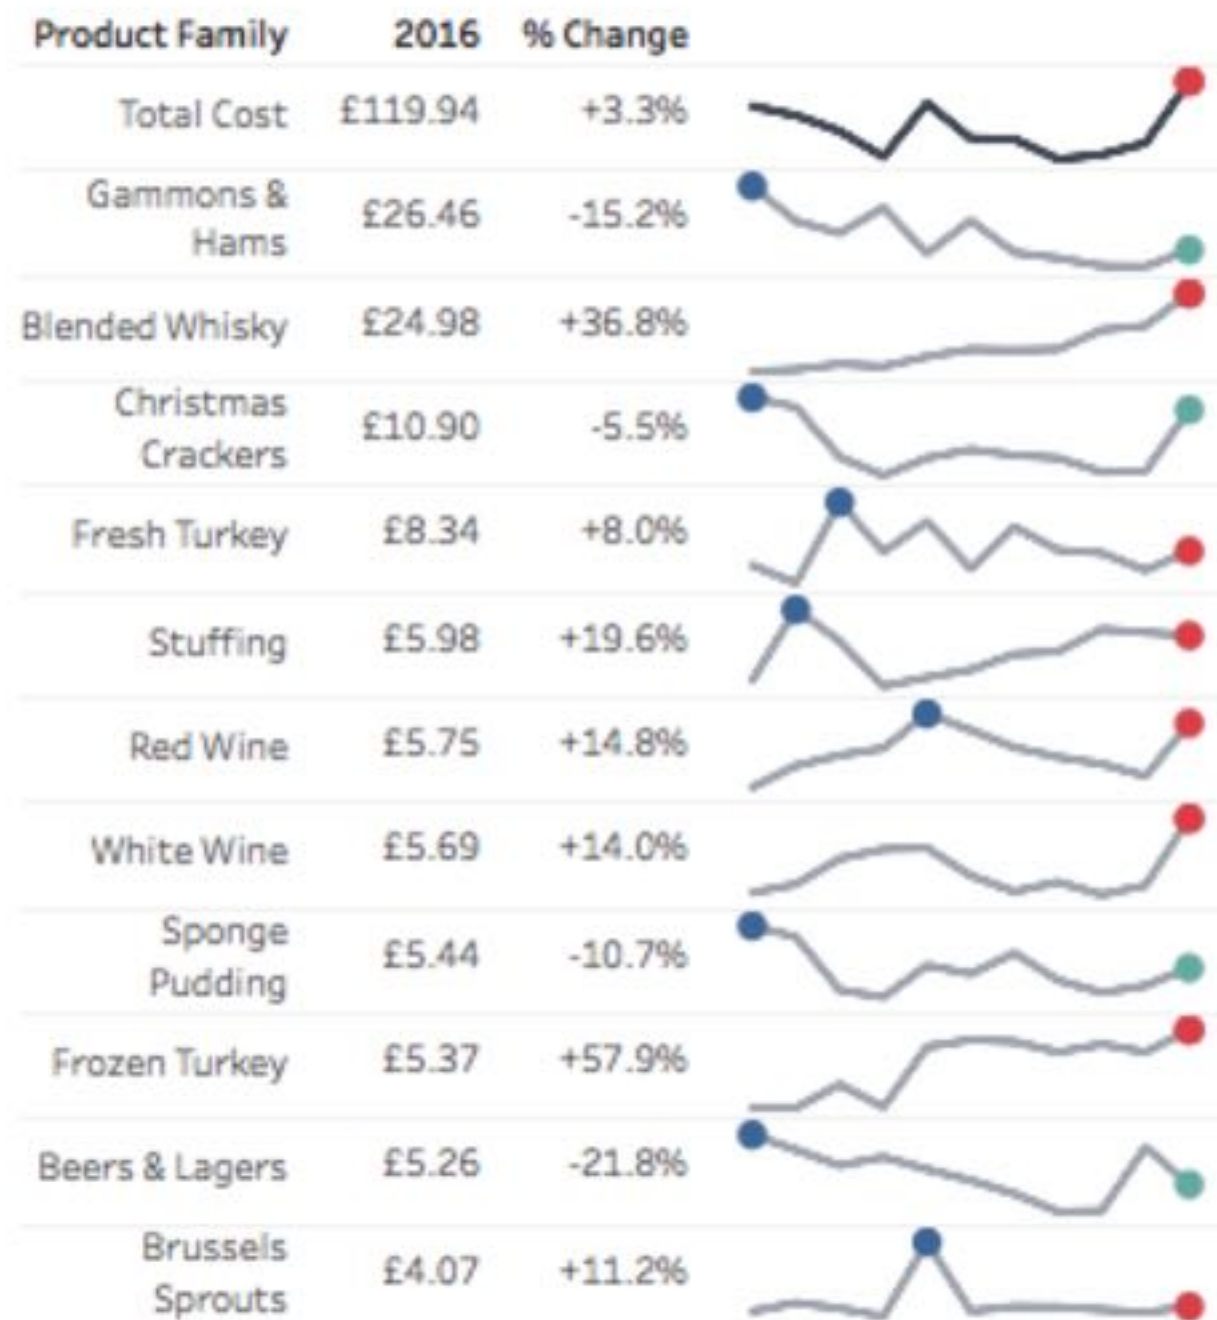 Product Family 2016 % Change
Total Cost £119.94 +3.3%
Gammons &
Hams £26.46 -15.2%
Blended Whisky £24.98 +36.8%
Christmas
Crackers £10.90 -5.5%
Fresh Turkey £8.34 +8.0%
Stuffing £5.98 +19.6%
Red Wine £5.75 +14.8%
White Wine £5.69 +14.0%
Sponge
Pudding £5.44 -10.7%
Frozen Turkey £5.37 +57.9%
Beers & Lagers £5.26 -21.8%
Brussels
Sprouts £4.07 +11.2%